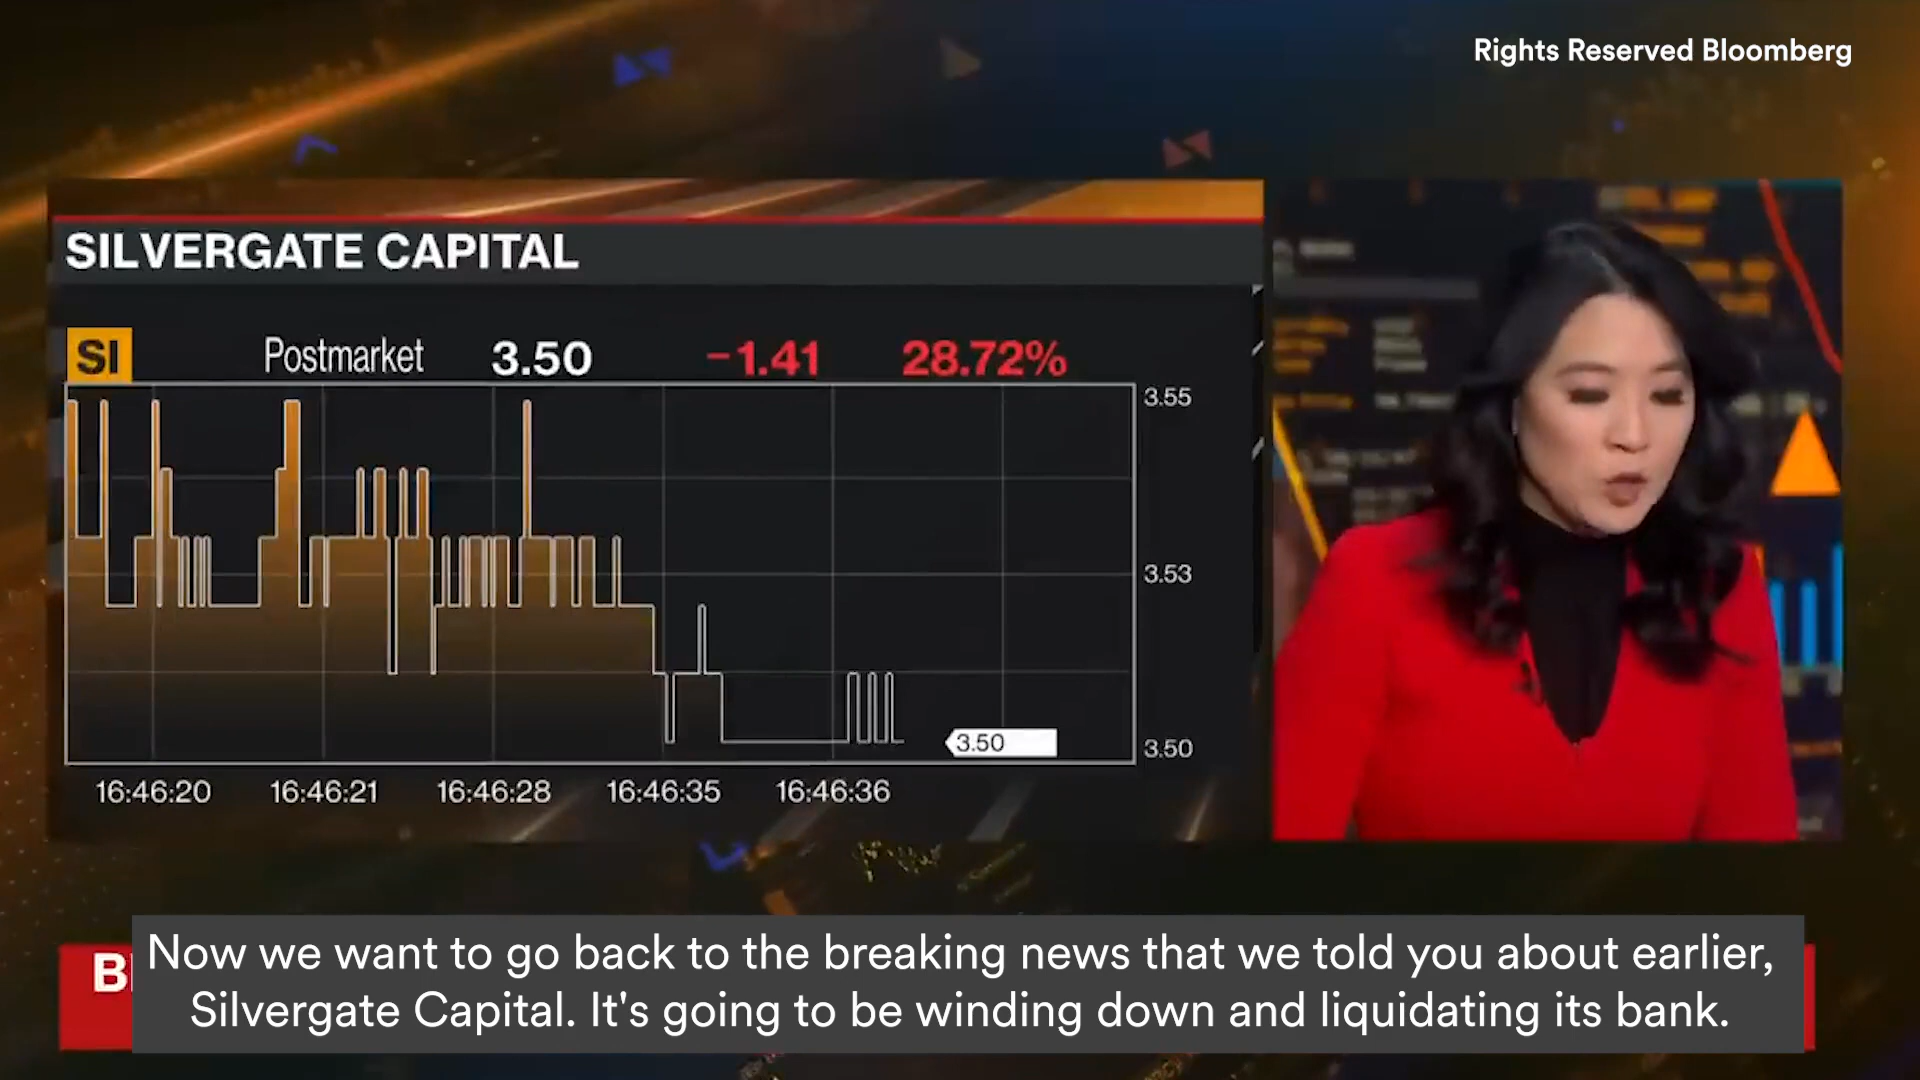 Rights Reserved Bloomberg
SILVERGATE CAPITAL
SI Postmarket 3.50 -1.41 28.72%
3.55
3.53
3.50
3.50
16:46:20 16:46:21 16:46:28 16:46:35 16:46:36
B
Now we want to go back to the breaking news that we told you about earlier,
Silvergate Capital. It's going to be winding down and liquidating its bank.